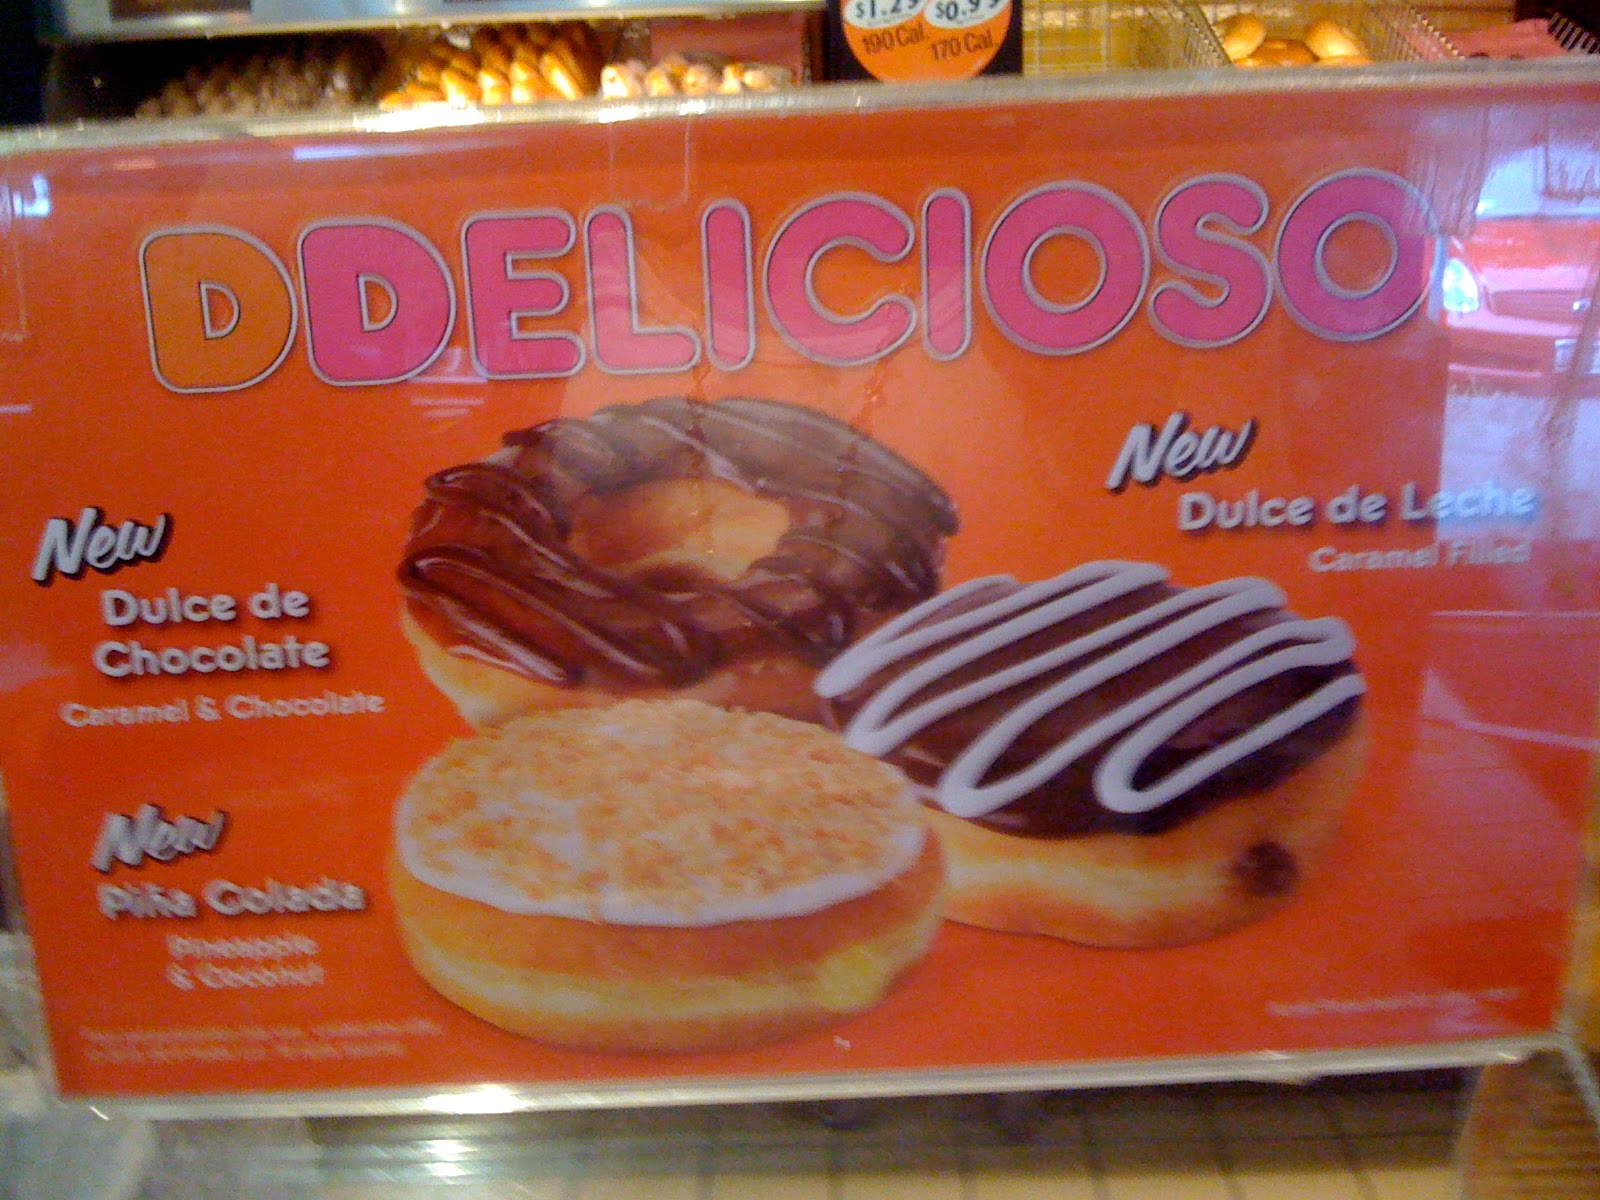 $1.29 $0.99
190 Cal. 170 Cal.
DDELICIOSO
New
Dulce de Leche
Caramel Filled
New
Dulce de
Chocolate
Caramel & Chocolate
New
Piña Colada
Pineapple
& Coconut